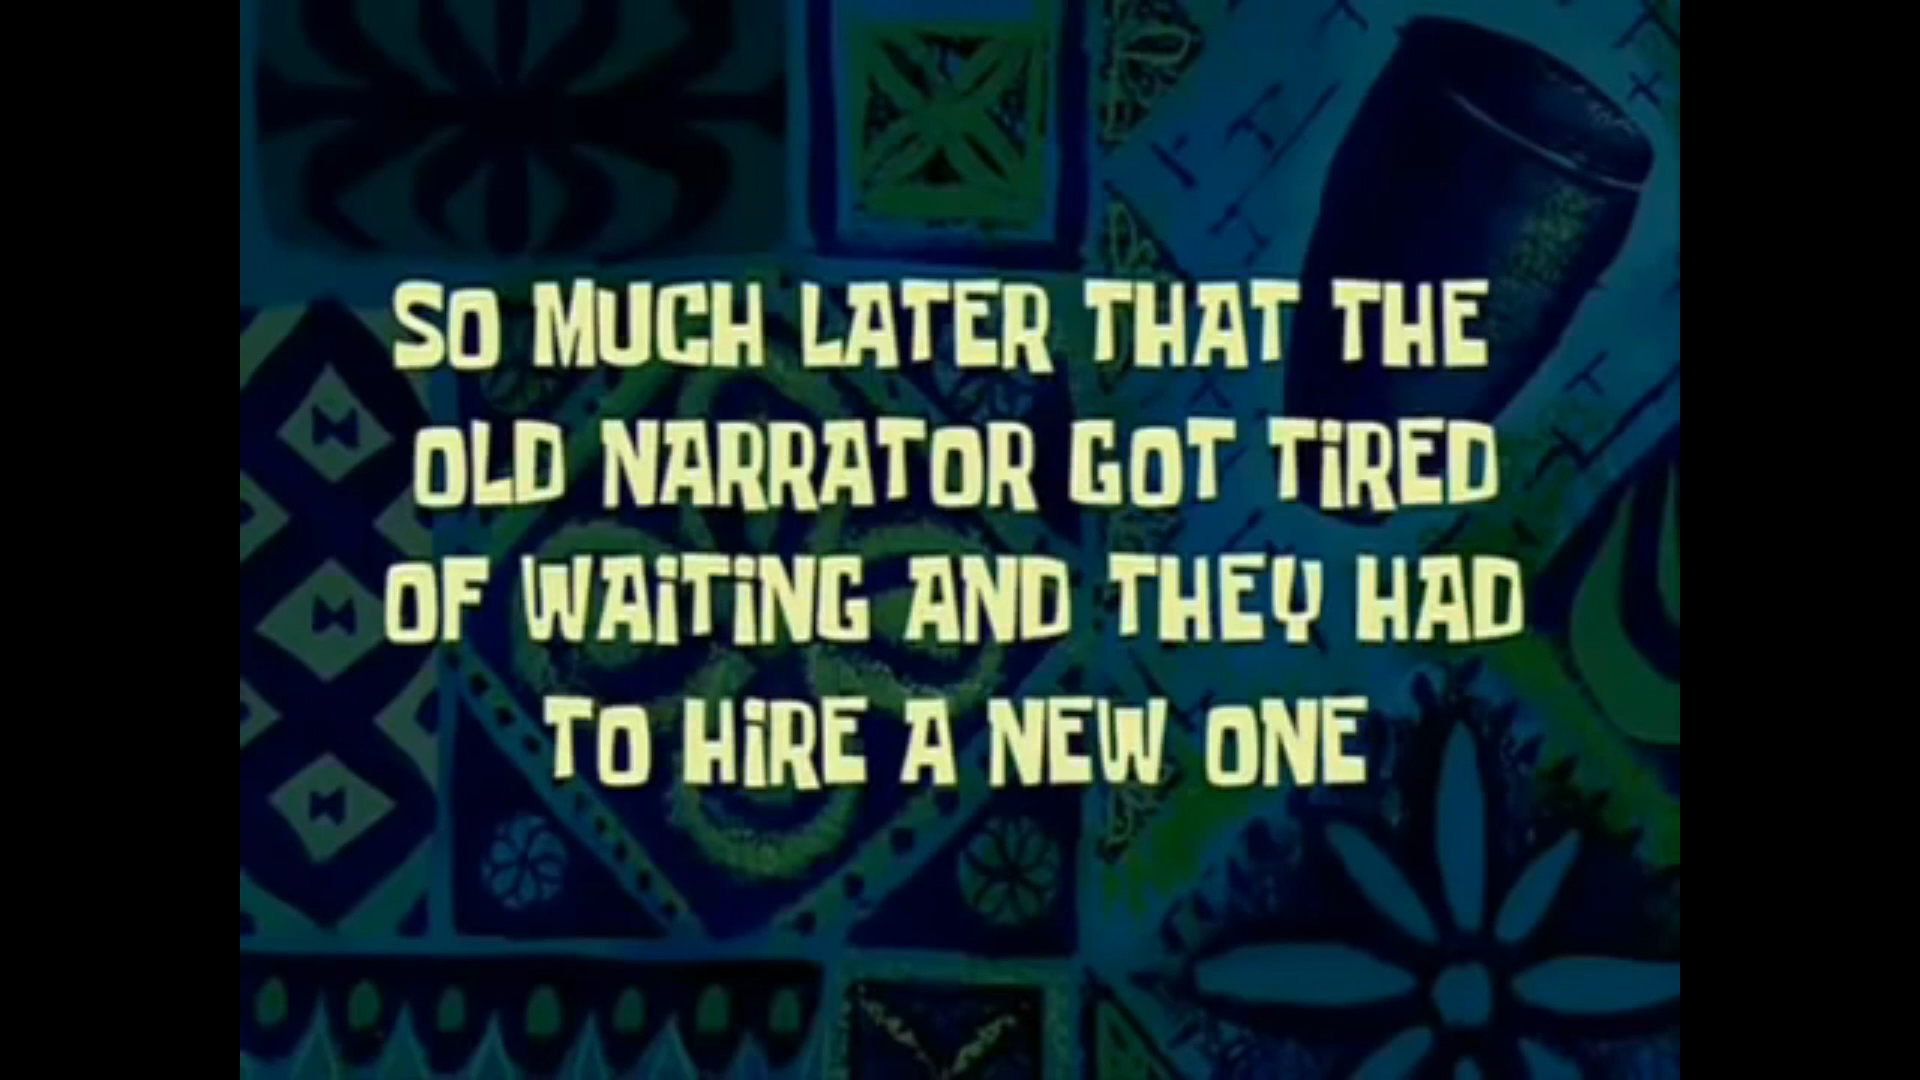 SO MUCH LATER THAT THE
OLD NARRATOR GOT TIRED
OF WAITING AND THEY HAD
TO HIRE A NEW ONE